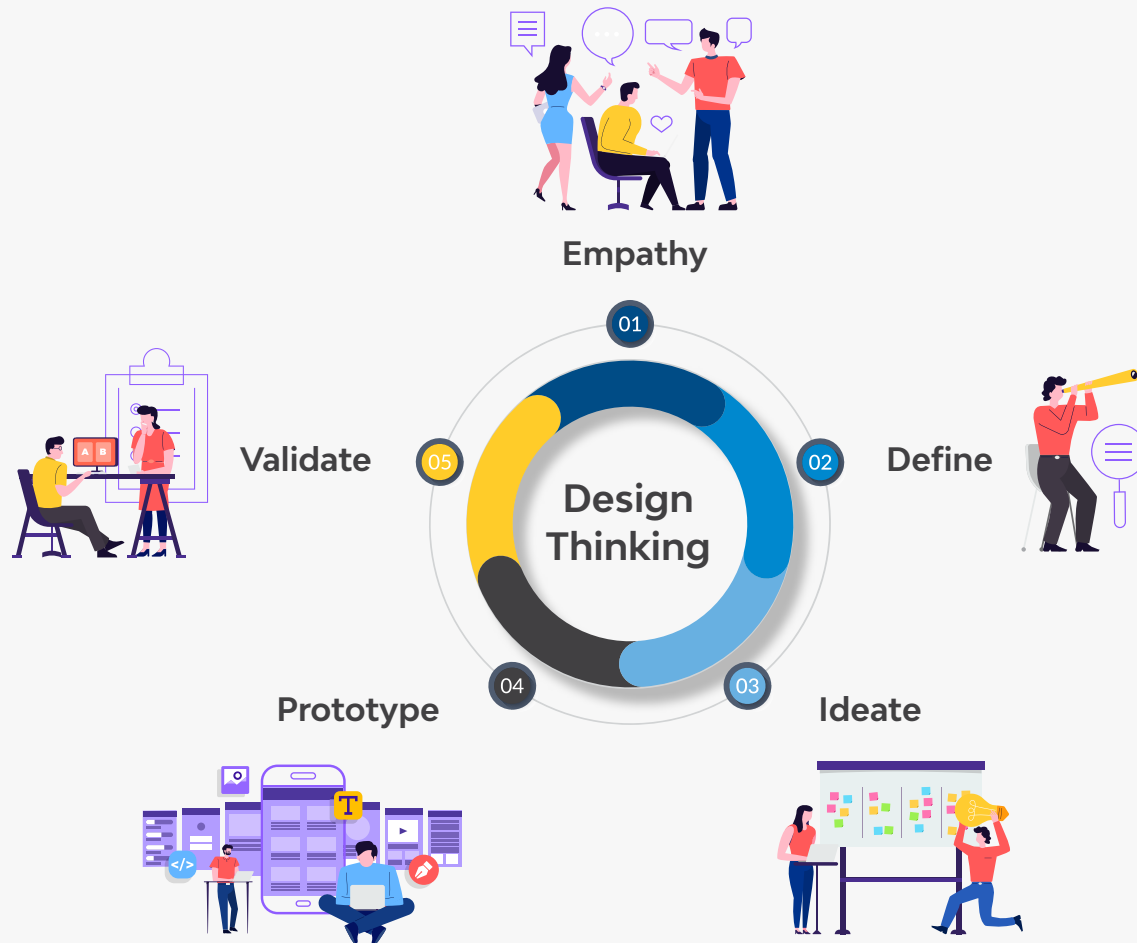 Empathy
01
02
Define
Validate
05
Design
Thinking
A B
04
03
Prototype
Ideate
T
</>